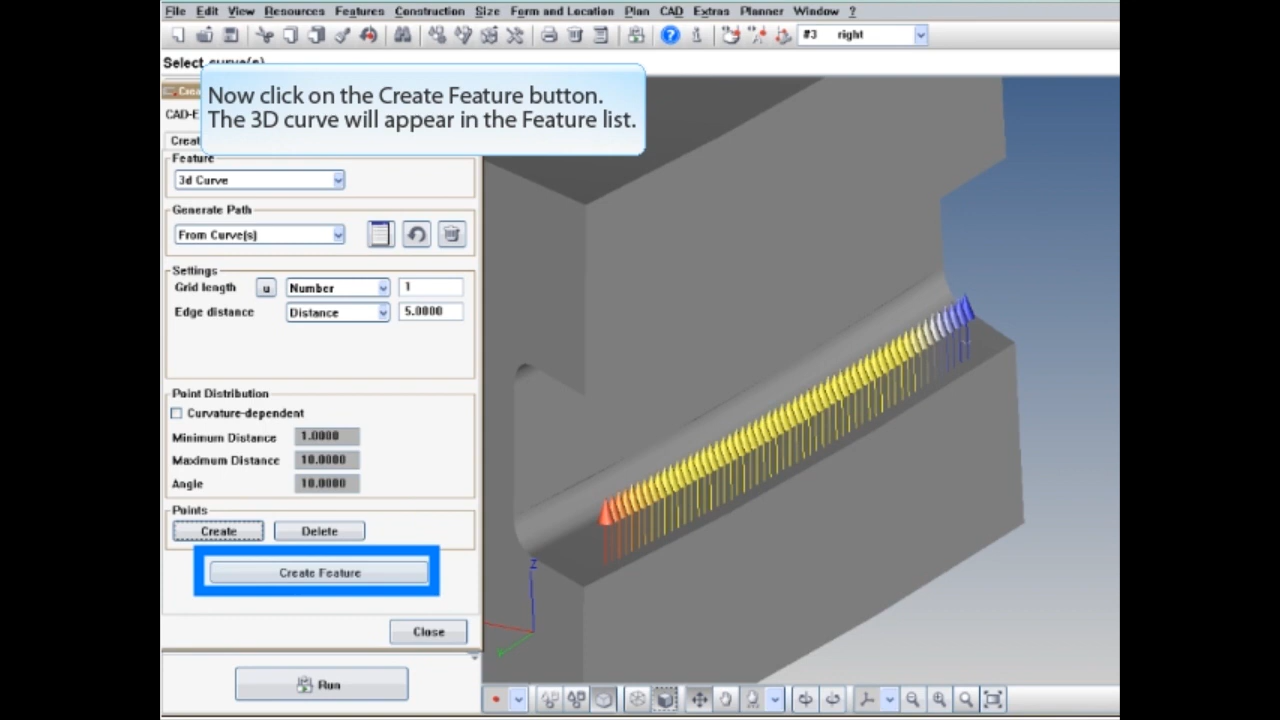 File Edit View Resources Features Construction Size Form and Location Plan CAD Extras Planner Window ?
#3 right
Now click on the Create Feature button.
The 3D curve will appear in the Feature list.
Feature
3d Curve
Generate Path
From Curve(s)
Settings
Grid length u Number 1
Edge distance Distance 5.0000
Point Distribution
Curvature-dependent
Minimum Distance 1.0000
Maximum Distance 10.0000
Angle 10.0000
Points
Create Delete
Create Feature
Close
Run
Z